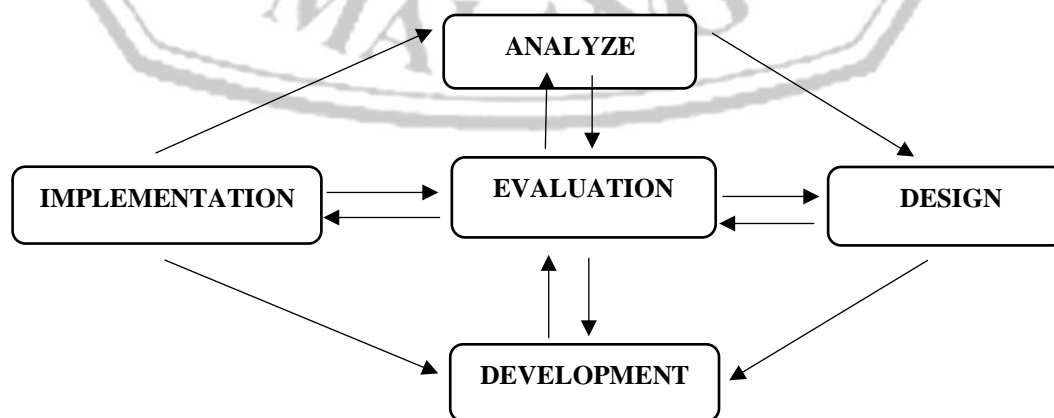 ANALYZE
IMPLEMENTATION
EVALUATION
DESIGN
DEVELOPMENT